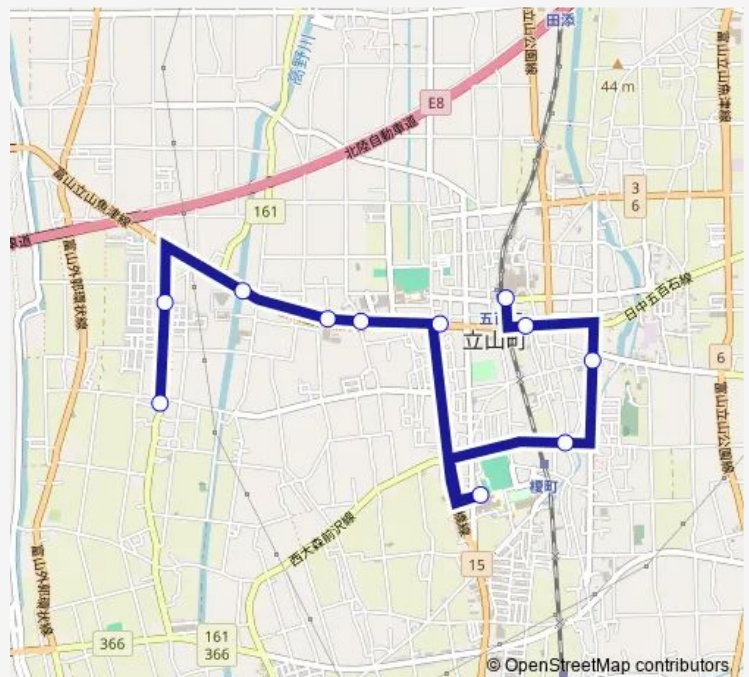 田添
富山立山公園線
富山立山魚津線
高野川
44 m
E8
北陸自動車道
富山立山魚津線
161
3
6
富山外郭環状線
日中五百石線
立山町
6
富山立山公園線
榎町
西大森前沢線
15
富山外郭環状線
366
161
366
© OpenStreetMap contributors